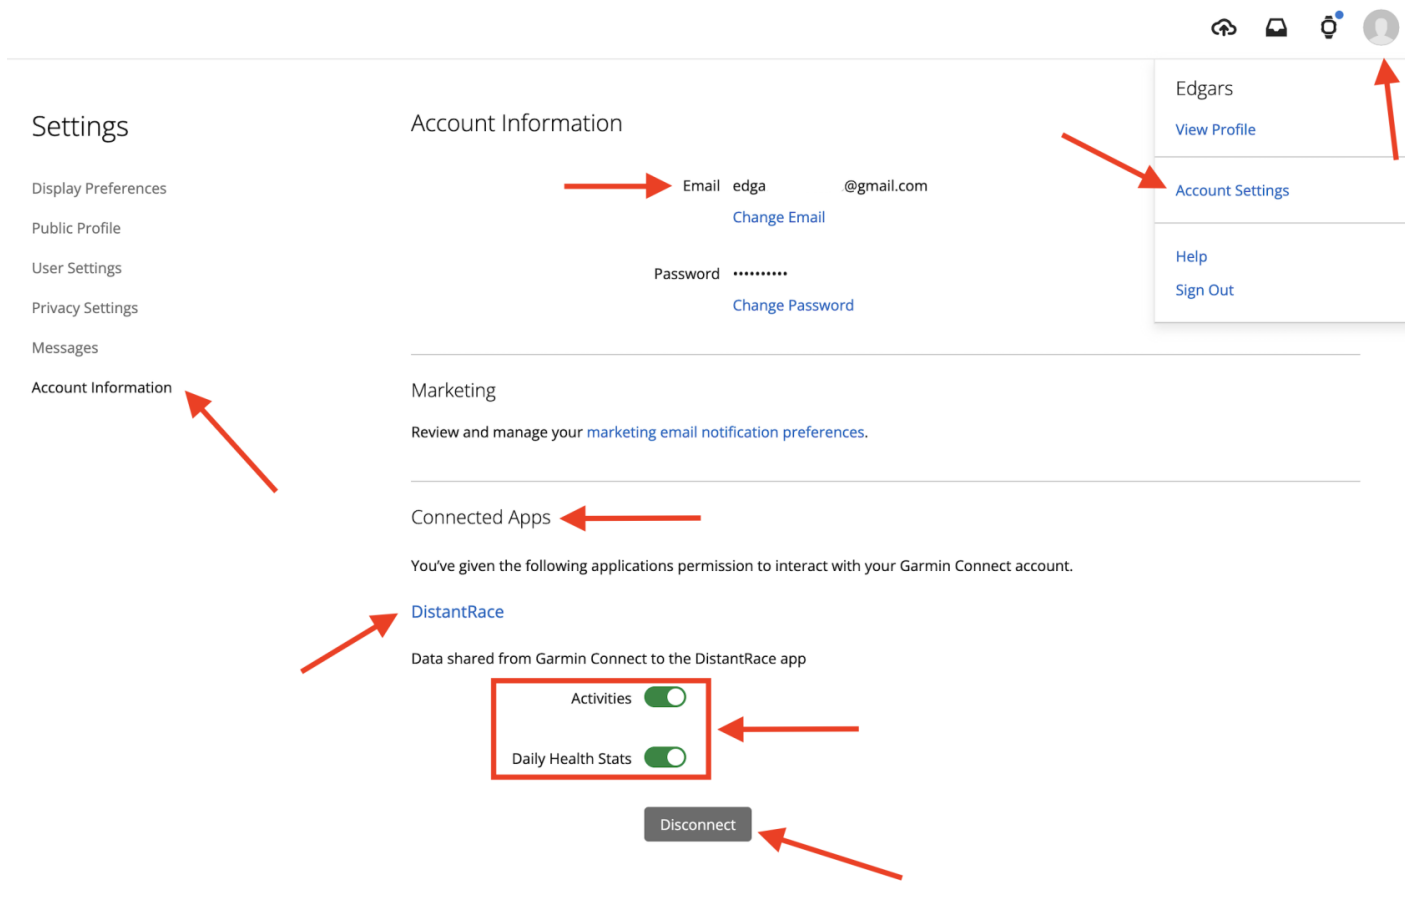 Edgars
View Profile
Account Settings
Help
Sign Out
Settings
Display Preferences
Public Profile
User Settings
Privacy Settings
Messages
Account Information
Account Information
Email edga @gmail.com
Change Email
Password ••••••••••
Change Password
Marketing
Review and manage your marketing email notification preferences.
Connected Apps
You've given the following applications permission to interact with your Garmin Connect account.
DistantRace
Data shared from Garmin Connect to the DistantRace app
Activities
Daily Health Stats
Disconnect